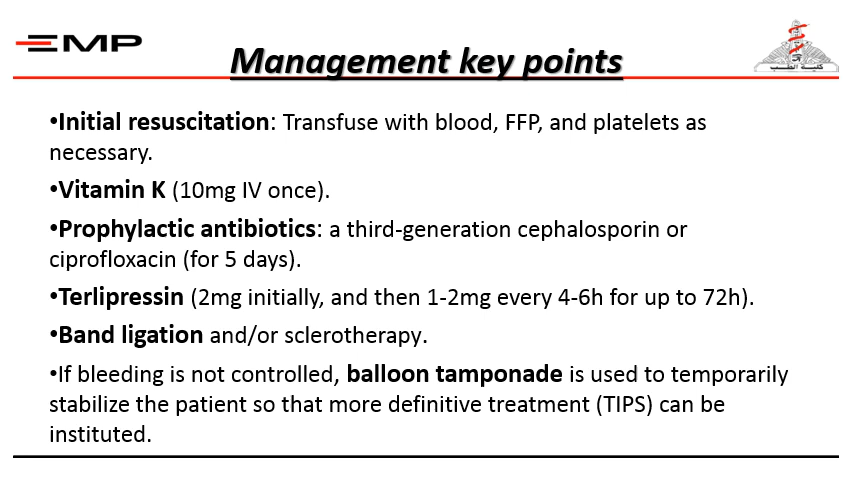 EMP
Management key points
كلية الطب
•Initial resuscitation: Transfuse with blood, FFP, and platelets as
necessary.
•Vitamin K (10mg IV once).
•Prophylactic antibiotics: a third-generation cephalosporin or
ciprofloxacin (for 5 days).
•Terlipressin (2mg initially, and then 1-2mg every 4-6h for up to 72h).
•Band ligation and/or sclerotherapy.
•If bleeding is not controlled, balloon tamponade is used to temporarily
stabilize the patient so that more definitive treatment (TIPS) can be
instituted.